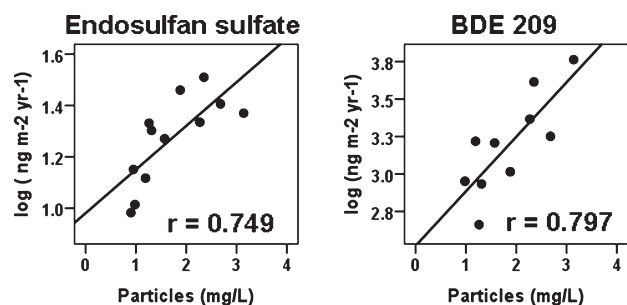 Endosulfan sulfate
log ( ng m-2 yr-1)
1.6
1.4
1.2
1.0
r = 0.749
0 1 2 3 4
Particles (mg/L)
BDE 209
log (ng m-2 yr-1)
3.8
3.5
3.3
3.0
2.8
r = 0.797
0 1 2 3 4
Particles (mg/L)